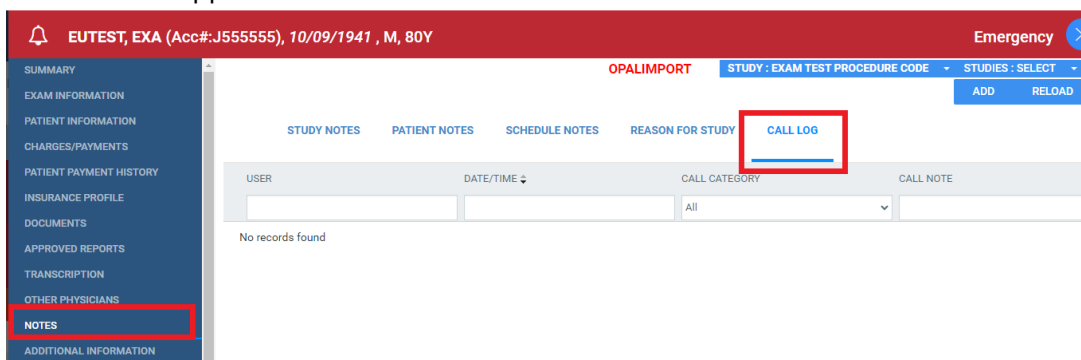 EUTEST, EXA (Acc#:J555555), 10/09/1941 , M, 80Y
Emergency
SUMMARY
EXAM INFORMATION
PATIENT INFORMATION
CHARGES/PAYMENTS
PATIENT PAYMENT HISTORY
INSURANCE PROFILE
DOCUMENTS
APPROVED REPORTS
TRANSCRIPTION
OTHER PHYSICIANS
NOTES
ADDITIONAL INFORMATION
OPALIMPORT
STUDY : EXAM TEST PROCEDURE CODE
STUDIES : SELECT
ADD RELOAD
STUDY NOTES PATIENT NOTES SCHEDULE NOTES REASON FOR STUDY CALL LOG
USER DATE/TIME CALL CATEGORY CALL NOTE
All
No records found